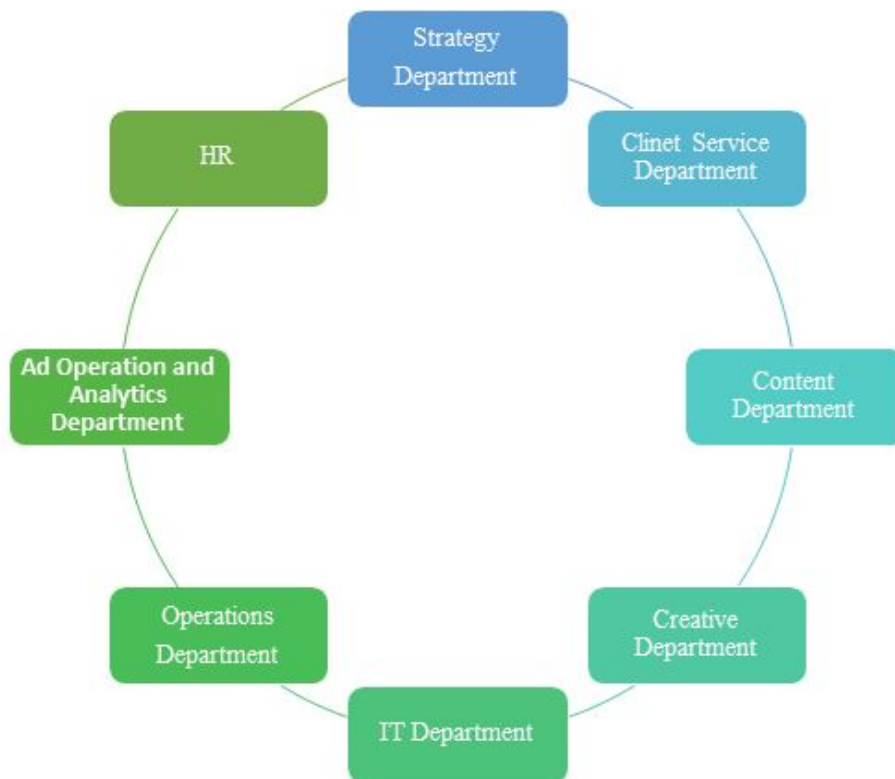 Strategy
Department
Clinet Service
Department
Content
Department
Creative
Department
IT Department
Operations
Department
Ad Operation and
Analytics
Department
HR